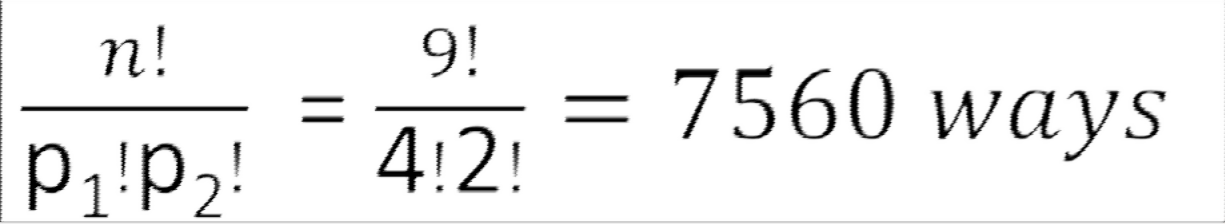 n!/p₁!p₂! = 9!/4!2! = 7560 ways